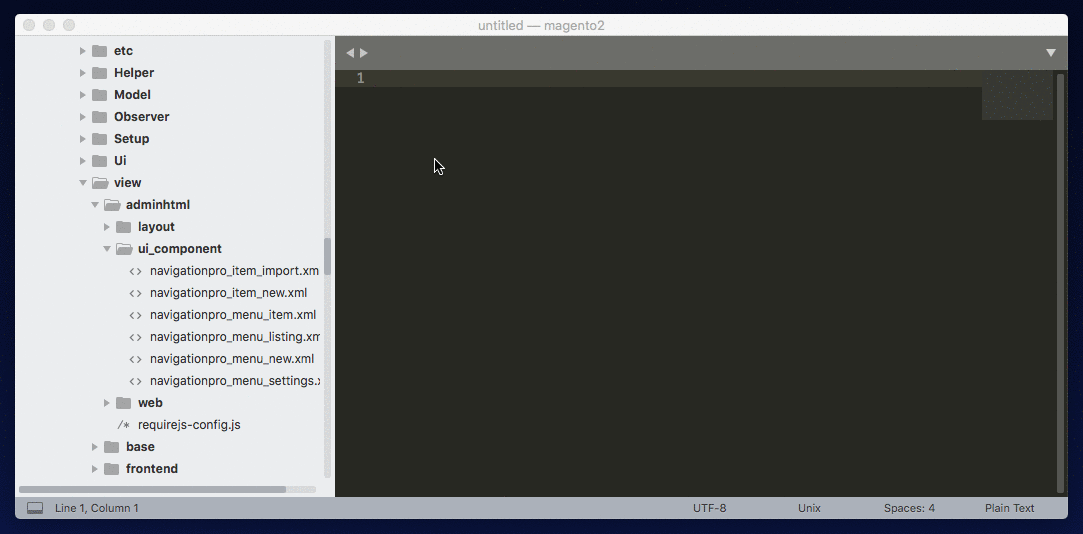 untitled — magento2
etc
Helper
Model
Observer
Setup
Ui
view
adminhtml
layout
ui_component
<> navigationpro_item_import.xm
<> navigationpro_item_new.xml
<> navigationpro_menu_item.xml
<> navigationpro_menu_listing.xm
<> navigationpro_menu_new.xml
<> navigationpro_menu_settings.x
web
/* requirejs-config.js
base
frontend
1
Line 1, Column 1 UTF-8 Unix Spaces: 4 Plain Text